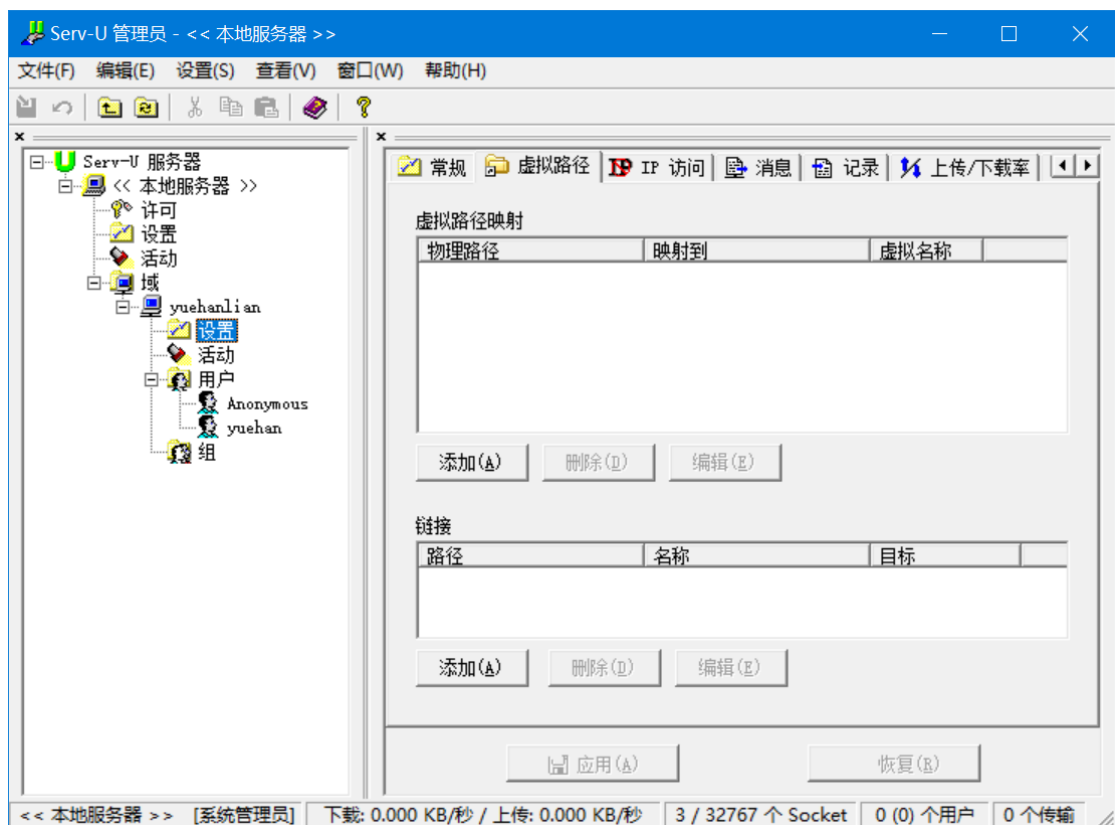 Serv-U 管理员 - << 本地服务器 >>
文件(F) 编辑(E) 设置(S) 查看(V) 窗口(W) 帮助(H)
Serv-U 服务器
<< 本地服务器 >>
许可
设置
活动
域
yuehanlian
设置
活动
用户
Anonymous
yuehan
组
常规 虚拟路径 IP 访问 消息 记录 上传/下载率
虚拟路径映射
物理路径 映射到 虚拟名称
添加(A) 删除(D) 编辑(E)
链接
路径 名称 目标
添加(A) 删除(D) 编辑(E)
应用(A) 恢复(R)
<< 本地服务器 >> [系统管理员] 下载: 0.000 KB/秒 / 上传: 0.000 KB/秒 3 / 32767 个 Socket 0 (0) 个用户 0 个传输